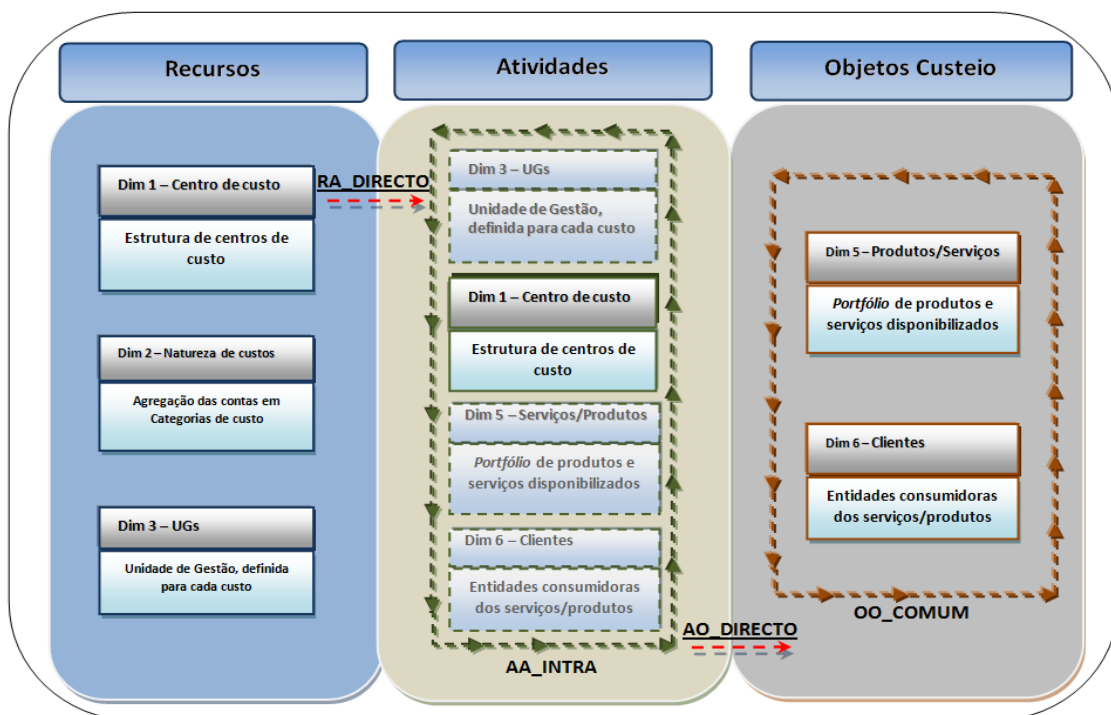 Recursos
Dim 1 – Centro de custo
Estrutura de centros de
custo
Dim 2 – Natureza de custos
Agregação das contas em
Categorias de custo
Dim 3 – UGs
Unidade de Gestão, definida
para cada custo
RA_DIRECTO
Atividades
Dim 3 – UGs
Unidade de Gestão,
definida para cada custo
Dim 1 – Centro de custo
Estrutura de centros de
custo
Dim 5 – Serviços/Produtos
Portfólio de produtos e
serviços disponibilizados
Dim 6 – Clientes
Entidades consumidoras
dos serviços/produtos
AA_INTRA
AO_DIRECTO
Objetos Custeio
Dim 5 – Produtos/Serviços
Portfólio de produtos e
serviços disponibilizados
Dim 6 – Clientes
Entidades consumidoras
dos serviços/produtos
OO_COMUM